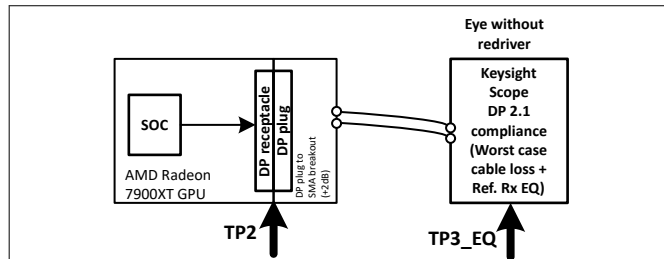 Eye without
redriver
Keysight
Scope
DP 2.1
compliance
(Worst case
cable loss +
Ref. Rx EQ)
SOC
DP receptacle
DP plug
DP plug to
SMA breakout
(+2dB)
AMD Radeon
7900XT GPU
TP2
TP3_EQ